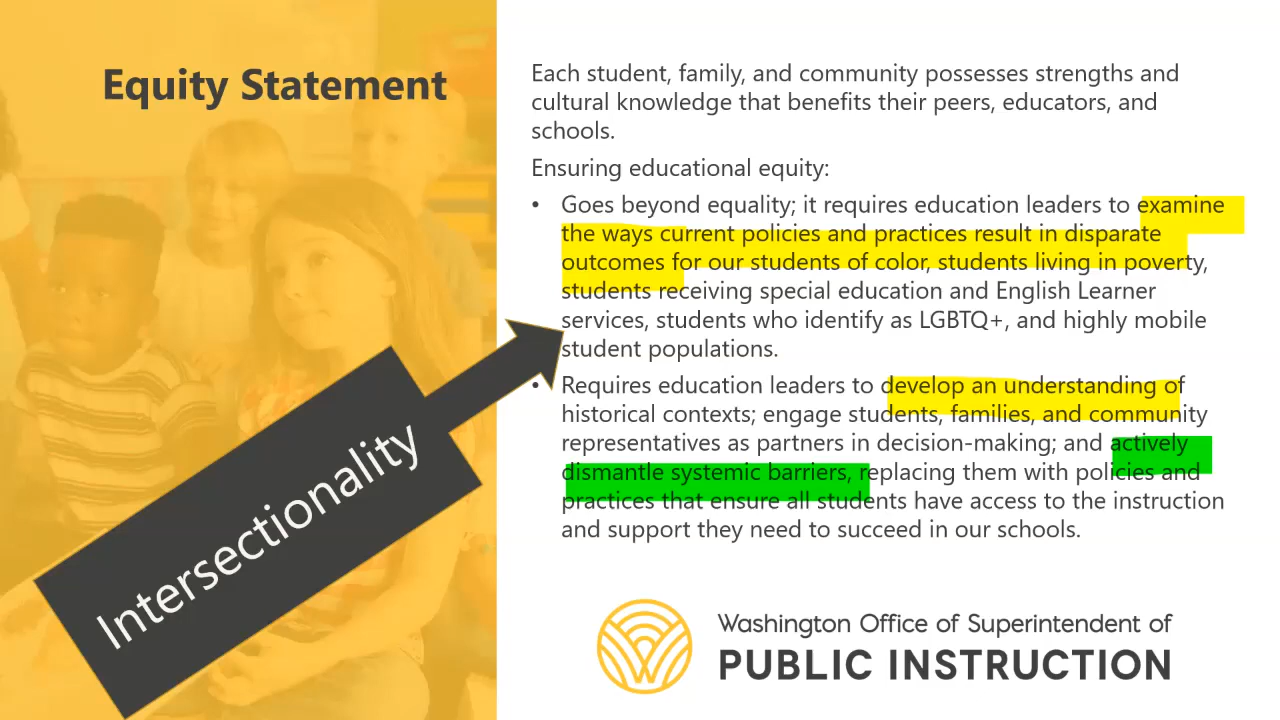 Equity Statement
Each student, family, and community possesses strengths and
cultural knowledge that benefits their peers, educators, and
schools.
Ensuring educational equity:
• Goes beyond equality; it requires education leaders to examine
the ways current policies and practices result in disparate
outcomes for our students of color, students living in poverty,
students receiving special education and English Learner
services, students who identify as LGBTQ+, and highly mobile
student populations.
• Requires education leaders to develop an understanding of
historical contexts; engage students, families, and community
representatives as partners in decision-making; and actively
dismantle systemic barriers, replacing them with policies and
practices that ensure all students have access to the instruction
and support they need to succeed in our schools.
Intersectionality
Washington Office of Superintendent of
PUBLIC INSTRUCTION